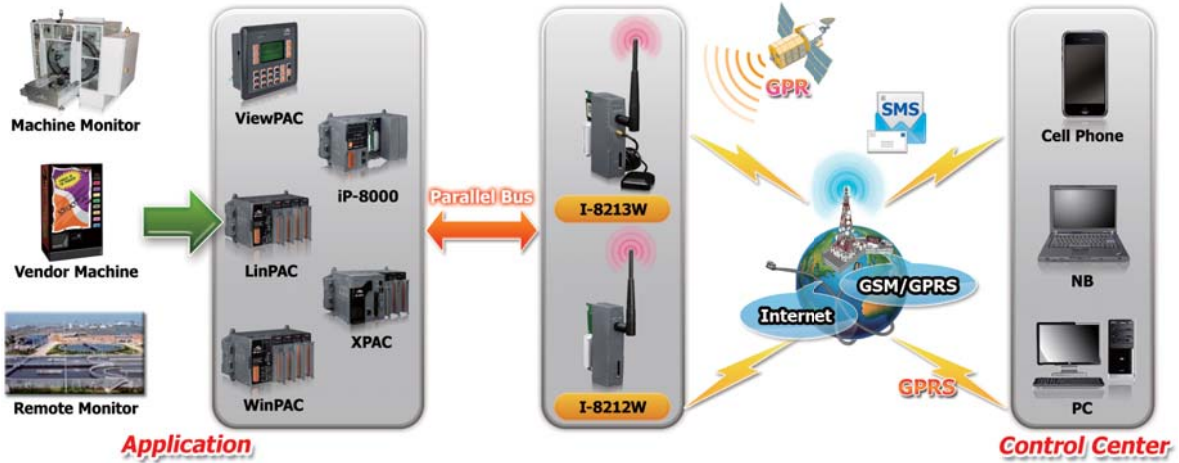 Machine Monitor
Vendor Machine
Remote Monitor
Application
ViewPAC
iP-8000
LinPAC
XPAC
WinPAC
Parallel Bus
I-8213W
I-8212W
GPR
SMS
GSM/GPRS
Internet
GPRS
Cell Phone
NB
PC
Control Center